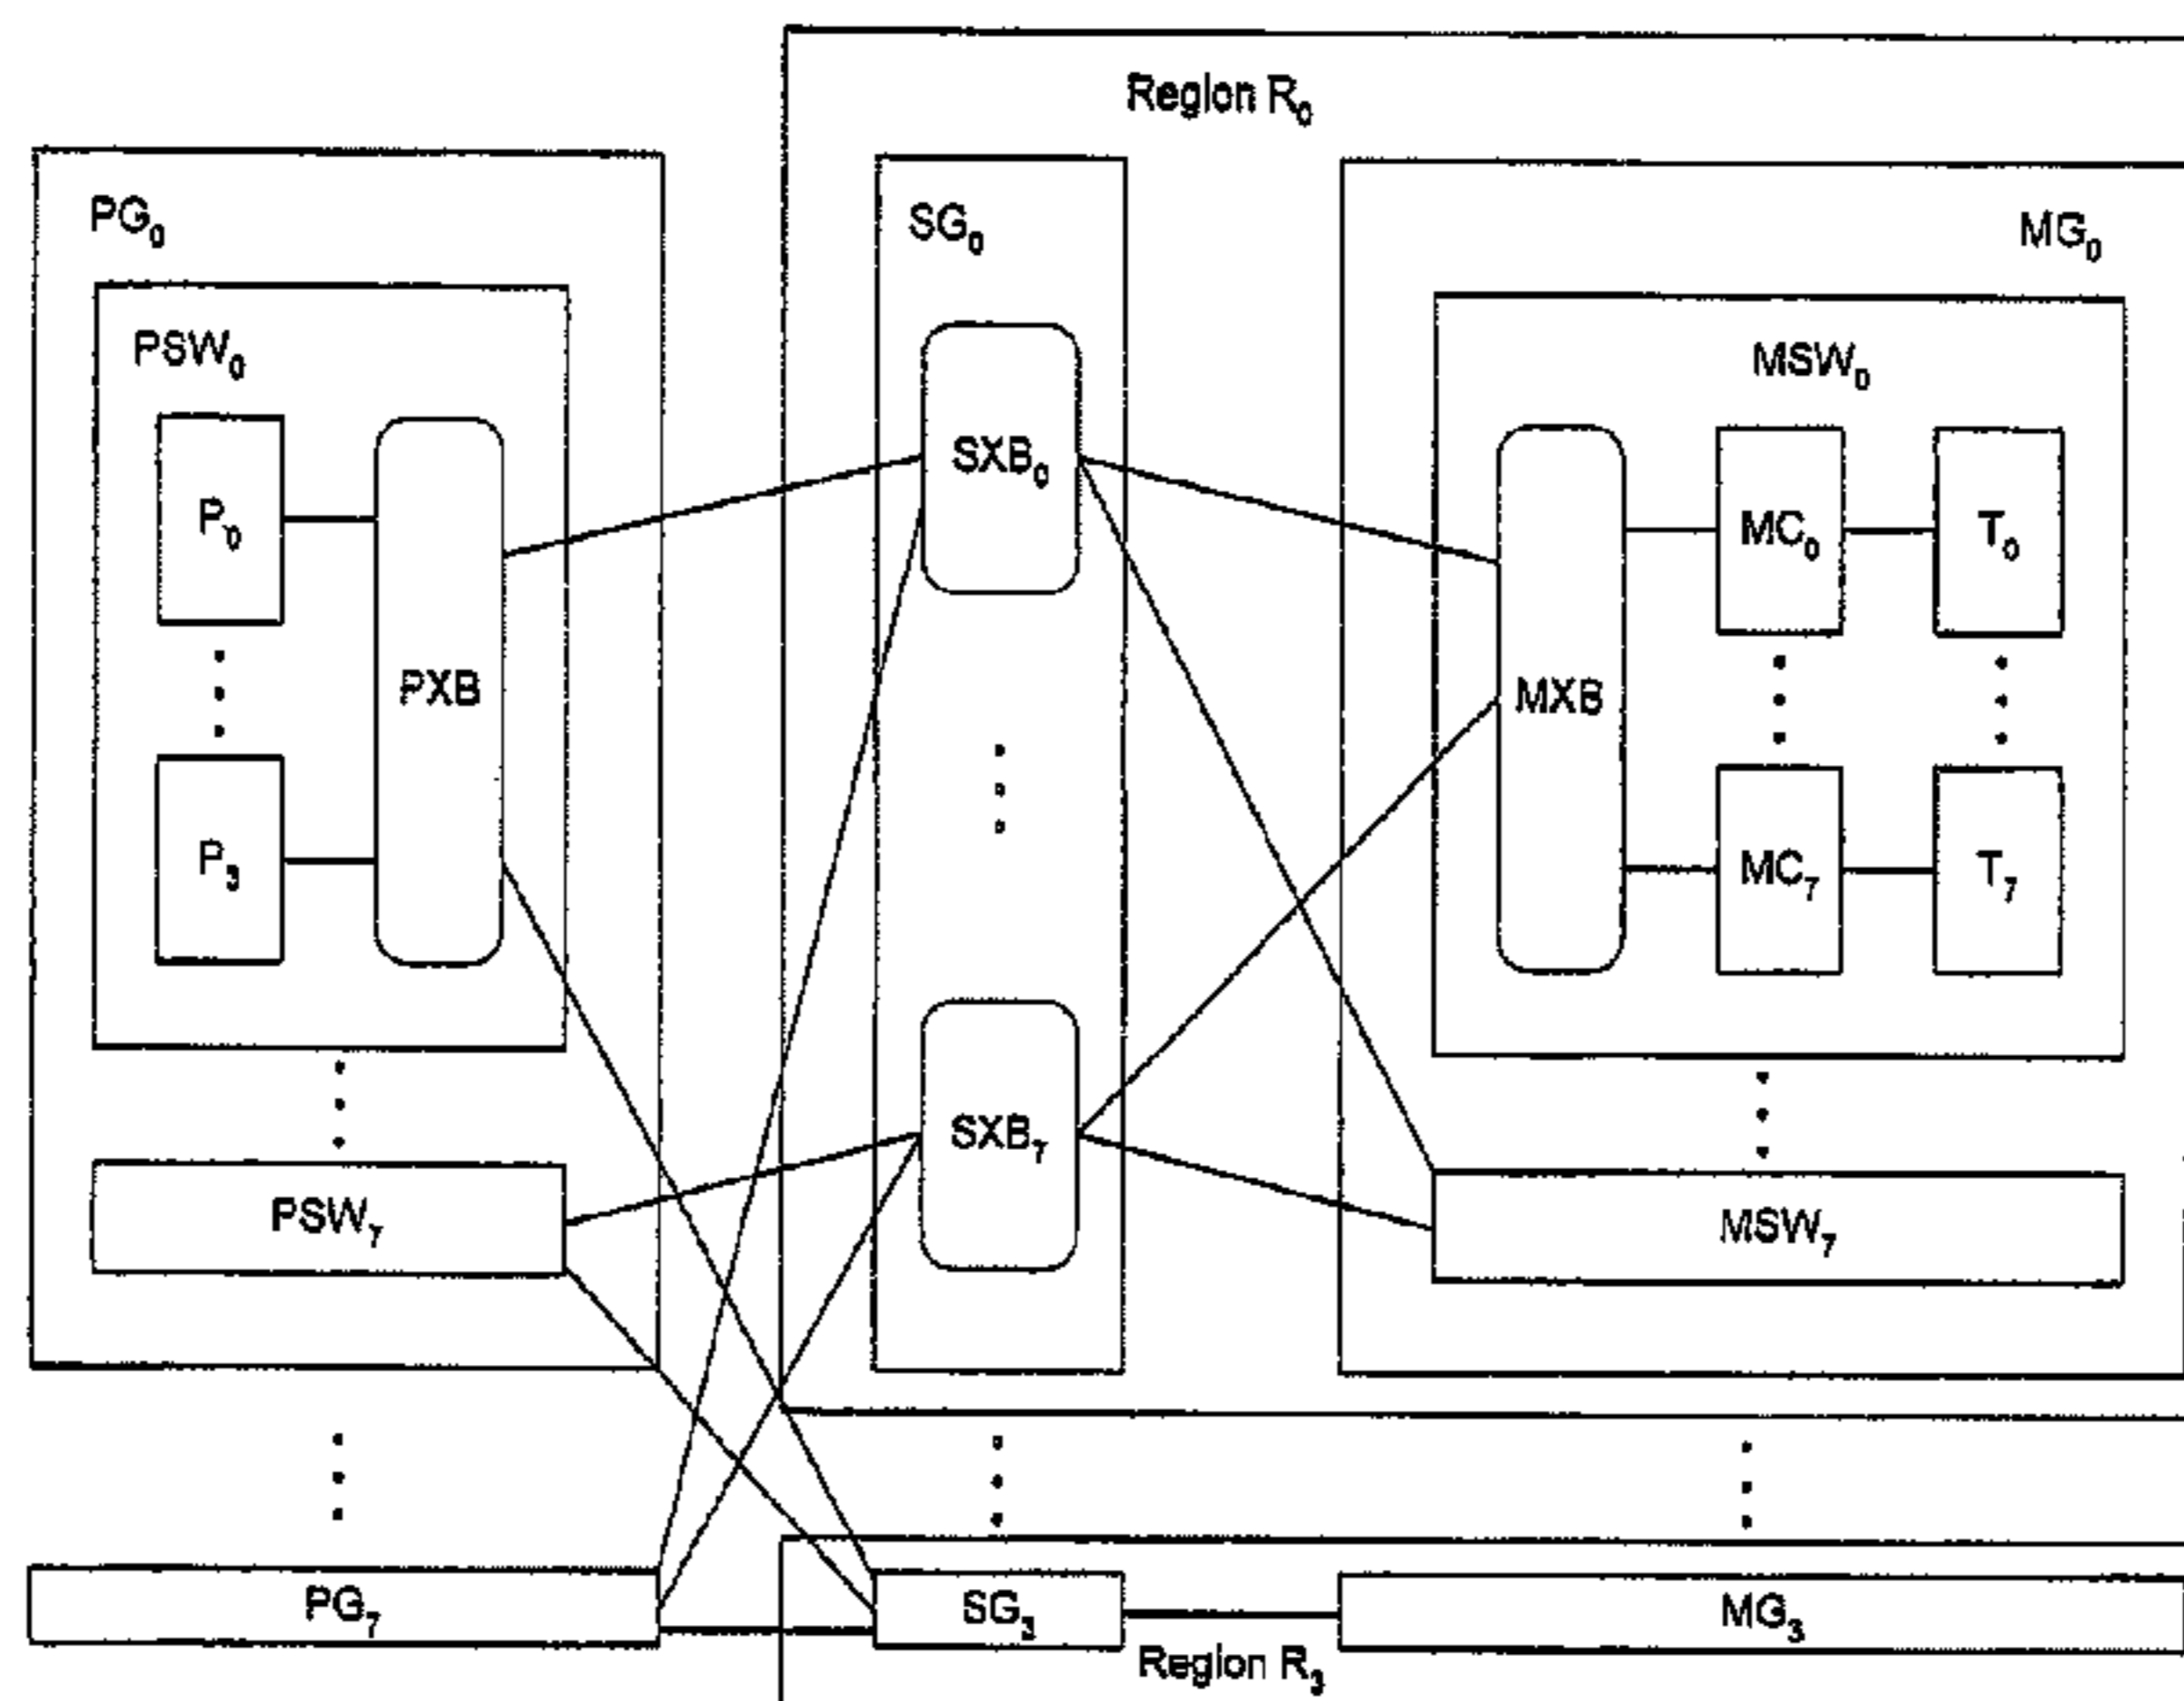 Region R₀
PG₀
SG₀
MG₀
PSW₀
MSW₀
P₀
PXB
SXB₀
MXB
MC₀
T₀
P₃
MC₇
T₇
SXB₇
PSW₇
MSW₇
PG₇
SG₃
MG₃
Region R₃